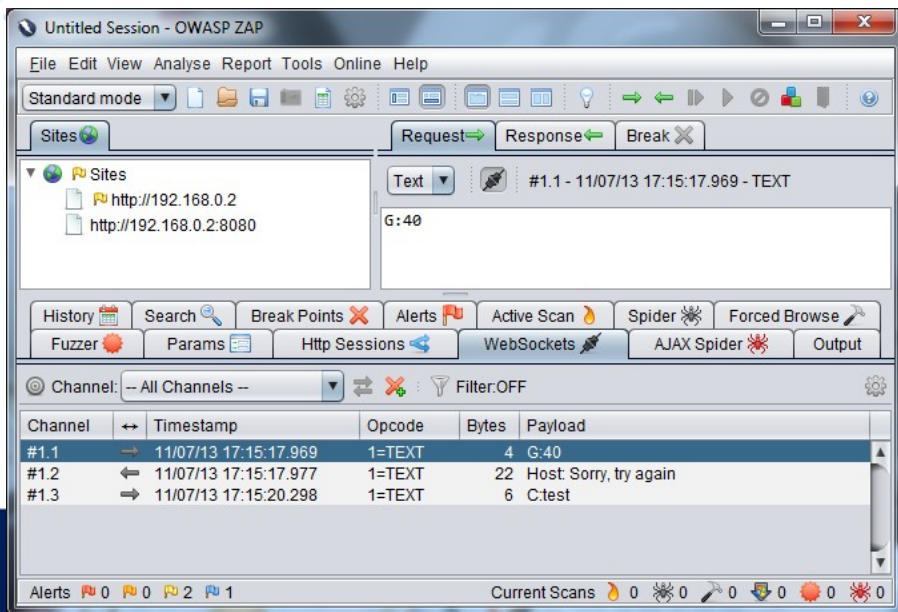 Untitled Session - OWASP ZAP
File Edit View Analyse Report Tools Online Help
Standard mode
Sites
Request Response Break
Sites
http://192.168.0.2
http://192.168.0.2:8080
Text #1.1 - 11/07/13 17:15:17.969 - TEXT
G:40
History Search Break Points Alerts Active Scan Spider Forced Browse
Fuzzer Params Http Sessions WebSockets AJAX Spider Output
Channel: -- All Channels -- Filter:OFF
Channel Timestamp Opcode Bytes Payload
#1.1 11/07/13 17:15:17.969 1=TEXT 4 G:40
#1.2 11/07/13 17:15:17.977 1=TEXT 22 Host: Sorry, try again
#1.3 11/07/13 17:15:20.298 1=TEXT 6 C:test
Alerts 0 0 2 1 Current Scans 0 0 0 0 0 0